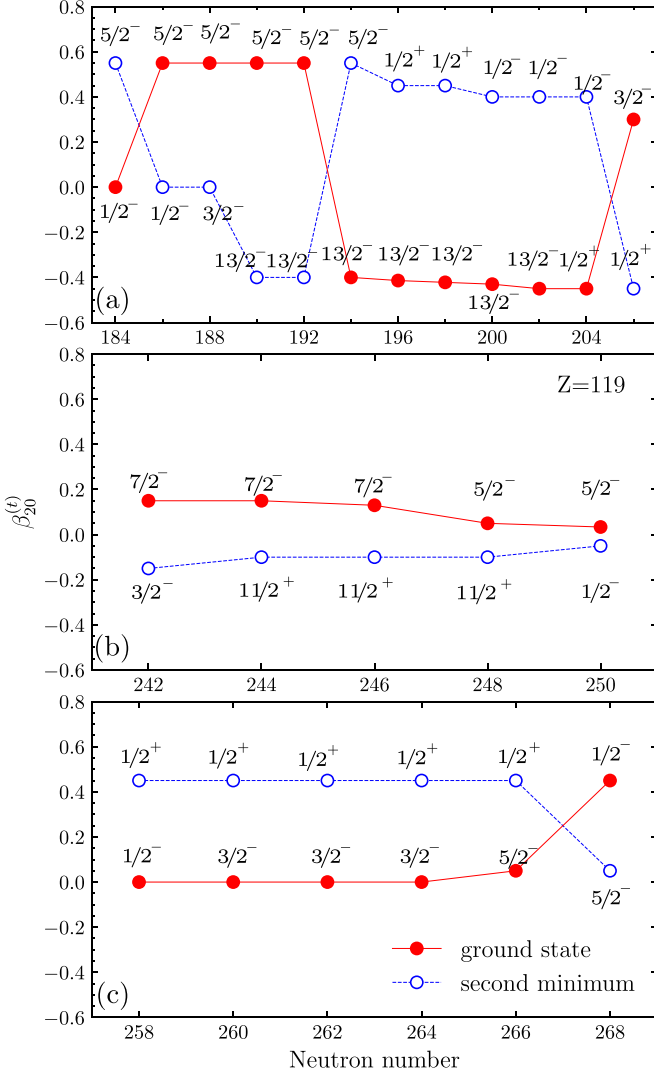 0.8
5/2⁻ 5/2⁻ 5/2⁻ 5/2⁻ 5/2⁻ 5/2⁻
1/2⁺ 1/2⁺ 1/2⁻ 1/2⁻ 1/2⁻ 3/2⁻
0.6
0.4
0.2
0.0
1/2⁻ 1/2⁻ 3/2⁻
−0.2
13/2⁻ 13/2⁻ 13/2⁻ 13/2⁻ 13/2⁻ 13/2⁻ 1/2⁺ 1/2⁺
−0.4
13/2⁻
(a)
−0.6
184 188 192 196 200 204
0.8
Z=119
0.6
0.4
7/2⁻ 7/2⁻ 7/2⁻ 5/2⁻ 5/2⁻
0.2
0.0
−0.2
3/2⁻ 11/2⁺ 11/2⁺ 11/2⁺ 1/2⁻
−0.4
(b)
−0.6
β₂₀⁽ᵗ⁾
242 244 246 248 250
0.8
0.6
1/2⁺ 1/2⁺ 1/2⁺ 1/2⁺ 1/2⁺ 1/2⁻
0.4
0.2
1/2⁻ 3/2⁻ 3/2⁻ 3/2⁻ 5/2⁻
0.0
5/2⁻
−0.2
ground state
−0.4
second minimum
(c)
−0.6
258 260 262 264 266 268
Neutron number